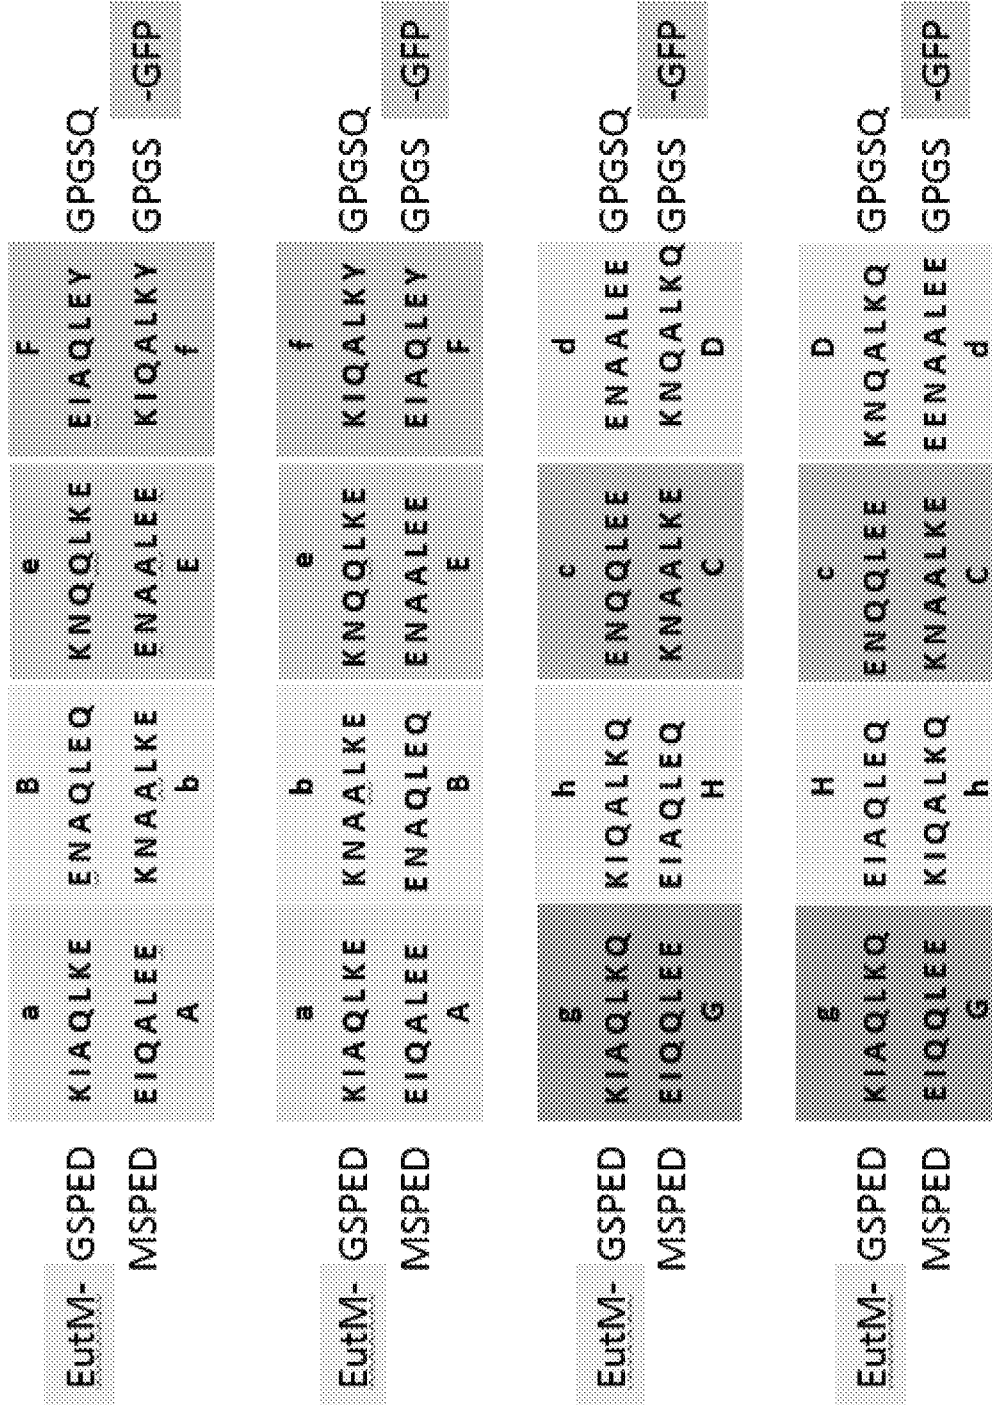 a B e F
EutM- GSPED KIAQLKE ENAQLEQ KNQQLKE EIAQLEY GPGSQ
MSPED EIQALEE KNAALKE ENAALEE KIQALKY GPGS -GFP
A b E f
a b e f
EutM- GSPED KIAQLKE KNAALKE KNQQLKE KIQALKY GPGSQ
MSPED EIQALEE ENAQLEQ ENAALEE EIAQLEY GPGS -GFP
A B E F
g h c d
EutM- GSPED KIAQLKQ KIQALKQ ENQQLEE ENAALEE GPGSQ
MSPED EIQQLEE EIAQLEQ KNAALKE KNQALKQ GPGS -GFP
G H C D
g H c D
EutM- GSPED KIAQLKQ EIAQLEQ ENQQLEE KNQALKQ GPGSQ
MSPED EIQQLEE KIQALKQ KNAALKE EENAALEE GPGS -GFP
G h C d